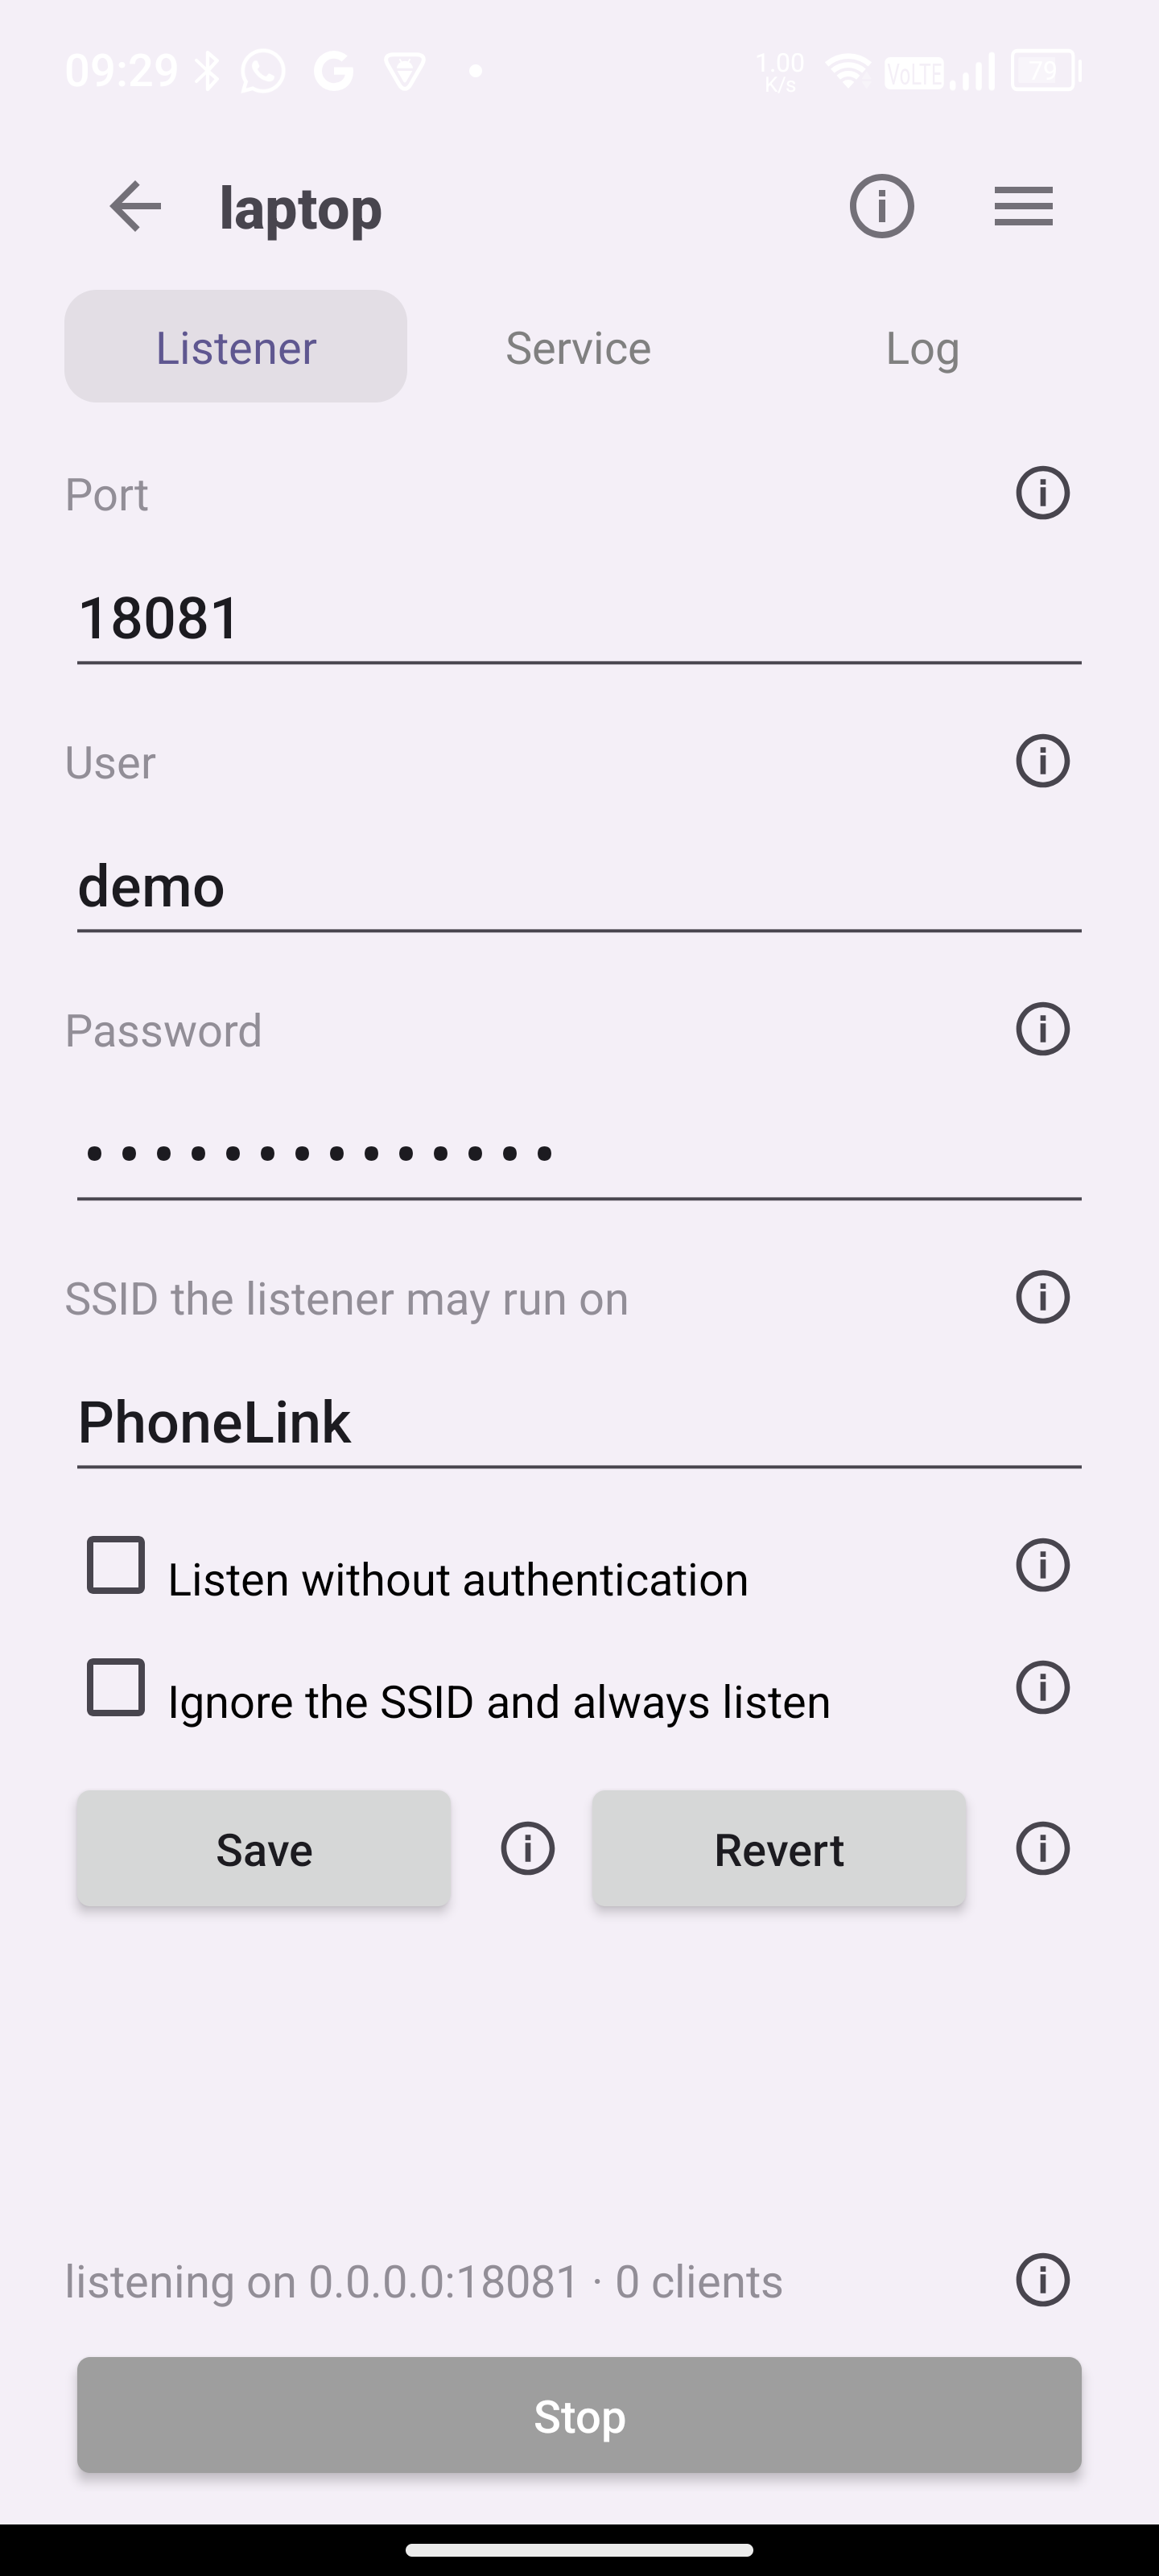 09:29 1.00 K/s VoLTE 79
laptop
Listener Service Log
Port
18081
User
demo
Password
••••••••••••••
SSID the listener may run on
PhoneLink
Listen without authentication
Ignore the SSID and always listen
Save Revert
listening on 0.0.0.0:18081 · 0 clients
Stop